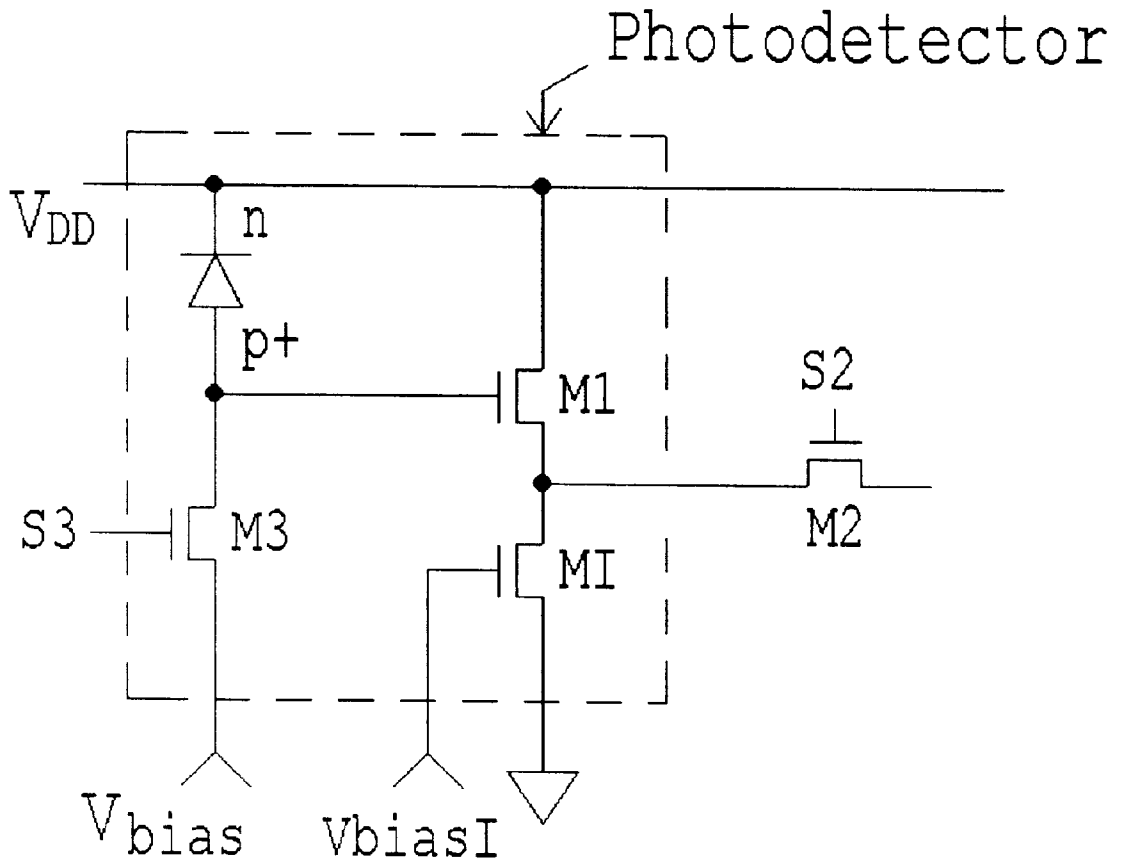 Photodetector
VDD
n
p+
M1
S2
S3
M3
M2
MI
Vbias
VbiasI